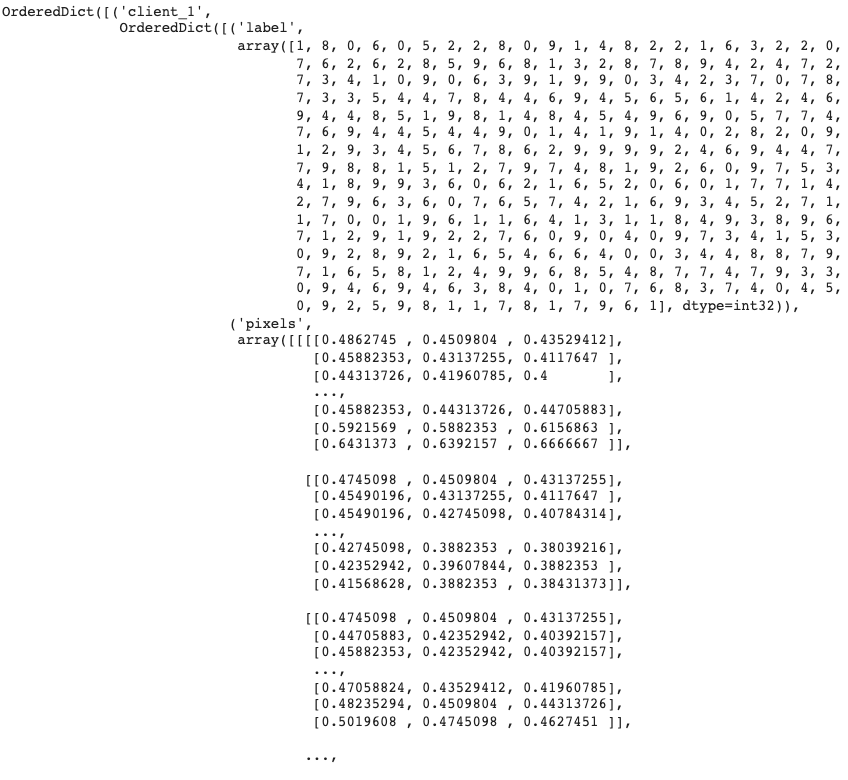 OrderedDict([('client_1',
OrderedDict([('label',
array([1, 8, 0, 6, 0, 5, 2, 2, 8, 0, 9, 1, 4, 8, 2, 2, 1, 6, 3, 2, 2, 0,
7, 6, 2, 6, 2, 8, 5, 9, 6, 8, 1, 3, 2, 8, 7, 8, 9, 4, 2, 4, 7, 2,
7, 3, 4, 1, 0, 9, 0, 6, 3, 9, 1, 9, 9, 0, 3, 4, 2, 3, 7, 0, 7, 8,
7, 3, 3, 5, 4, 4, 7, 8, 4, 4, 6, 9, 4, 5, 6, 5, 6, 1, 4, 2, 4, 6,
9, 4, 4, 8, 5, 1, 9, 8, 1, 4, 8, 4, 5, 4, 9, 6, 9, 0, 5, 7, 7, 4,
7, 6, 9, 4, 4, 5, 4, 4, 9, 0, 1, 4, 1, 9, 1, 4, 0, 2, 8, 2, 0, 9,
1, 2, 9, 3, 4, 5, 6, 7, 8, 6, 2, 9, 9, 9, 9, 2, 4, 6, 9, 4, 4, 7,
7, 9, 8, 8, 1, 5, 1, 2, 7, 9, 7, 4, 8, 1, 9, 2, 6, 0, 9, 7, 5, 3,
4, 1, 8, 9, 9, 3, 6, 0, 6, 2, 1, 6, 5, 2, 0, 6, 0, 1, 7, 7, 1, 4,
2, 7, 9, 6, 3, 6, 0, 7, 6, 5, 7, 4, 2, 1, 6, 9, 3, 4, 5, 2, 7, 1,
1, 7, 0, 0, 1, 9, 6, 1, 1, 6, 4, 1, 3, 1, 1, 8, 4, 9, 3, 8, 9, 6,
7, 1, 2, 9, 1, 9, 2, 2, 7, 6, 0, 9, 0, 4, 0, 9, 7, 3, 4, 1, 5, 3,
0, 9, 2, 8, 9, 2, 1, 6, 5, 4, 6, 6, 4, 0, 0, 3, 4, 4, 8, 8, 7, 9,
7, 1, 6, 5, 8, 1, 2, 4, 9, 9, 6, 8, 5, 4, 8, 7, 7, 4, 7, 9, 3, 3,
0, 9, 4, 6, 9, 4, 6, 3, 8, 4, 0, 1, 0, 7, 6, 8, 3, 7, 4, 0, 4, 5,
0, 9, 2, 5, 9, 8, 1, 1, 7, 8, 1, 7, 9, 6, 1], dtype=int32)),
('pixels',
array([[[[0.4862745 , 0.4509804 , 0.43529412],
[0.45882353, 0.43137255, 0.4117647 ],
[0.44313726, 0.41960785, 0.4       ],
...,
[0.45882353, 0.44313726, 0.44705883],
[0.5921569 , 0.5882353 , 0.6156863 ],
[0.6431373 , 0.6392157 , 0.6666667 ]],
[[0.4745098 , 0.4509804 , 0.43137255],
[0.45490196, 0.43137255, 0.4117647 ],
[0.45490196, 0.42745098, 0.40784314],
...,
[0.42745098, 0.3882353 , 0.38039216],
[0.42352942, 0.39607844, 0.3882353 ],
[0.41568628, 0.3882353 , 0.38431373]],
[[0.4745098 , 0.4509804 , 0.43137255],
[0.44705883, 0.42352942, 0.40392157],
[0.45882353, 0.42352942, 0.40392157],
...,
[0.47058824, 0.43529412, 0.41960785],
[0.48235294, 0.4509804 , 0.44313726],
[0.5019608 , 0.4745098 , 0.4627451 ]],
...,